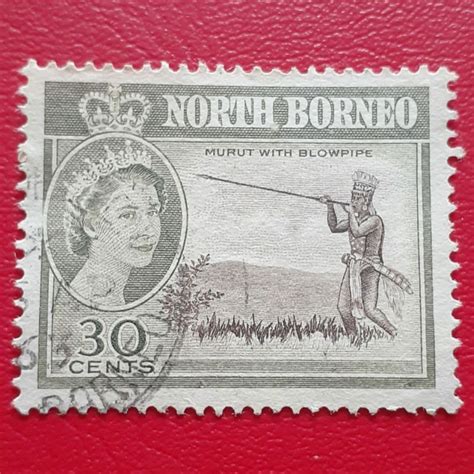 NORTH BORNEO
MURUT WITH BLOWPIPE
30
CENTS